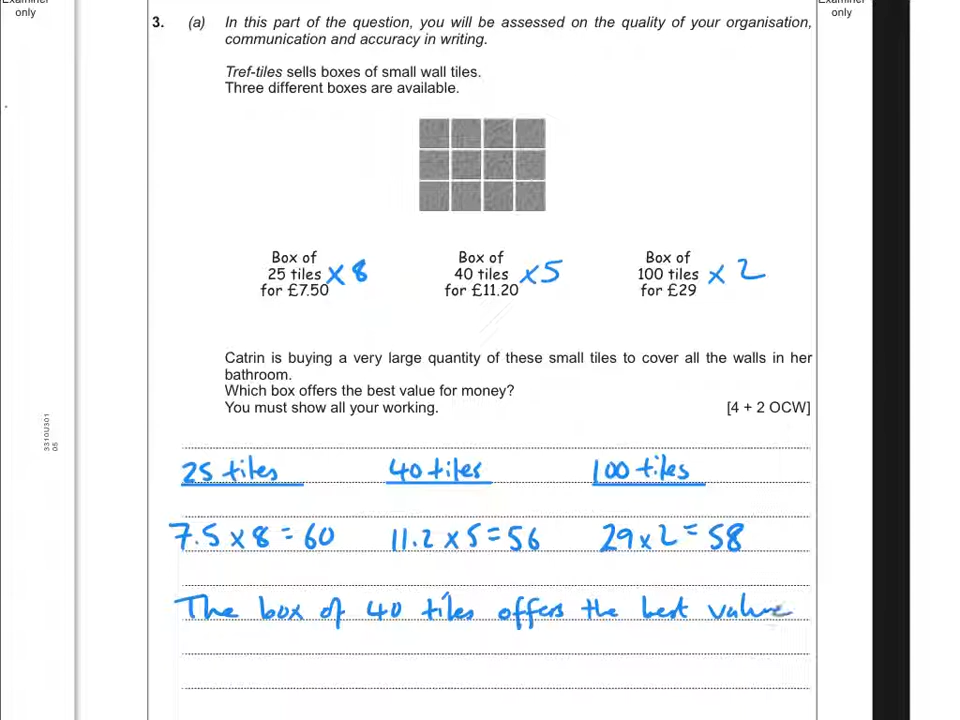 Examiner
only
Examiner
only
3. (a) In this part of the question, you will be assessed on the quality of your organisation,
communication and accuracy in writing.
Tref-tiles sells boxes of small wall tiles.
Three different boxes are available.
Box of
25 tiles
for £7.50
× 8
Box of
40 tiles
for £11.20
×5
Box of
100 tiles
for £29
× 2
Catrin is buying a very large quantity of these small tiles to cover all the walls in her
bathroom.
Which box offers the best value for money?
You must show all your working. [4 + 2 OCW]
3310U301
05
25 tiles 40 tiles 100 tiles
7.5 × 8 = 60 11.2 × 5 = 56 29 × 2 = 58
The box of 40 tiles offers the best value